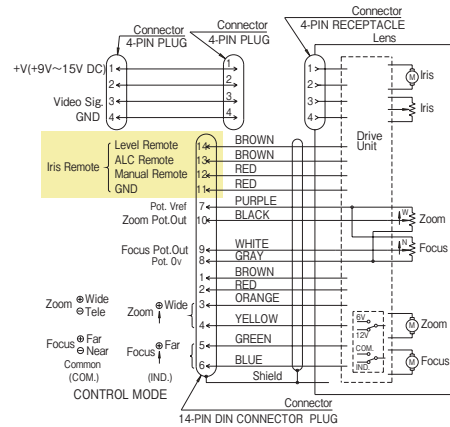 Connector
4-PIN PLUG
Connector
4-PIN PLUG
Connector
4-PIN RECEPTACLE
Lens
+V(+9V～15V DC) 1
2
Video Sig. 3
GND 4
1
2
3
4
1
2
3
4
M Iris
Iris
Drive
Unit
Iris Remote
Level Remote 14 BROWN
ALC Remote 13 BROWN
Manual Remote 12 RED
GND 11 RED
Pot. Vref 7 PURPLE
Zoom Pot.Out 10 BLACK
W Zoom
Focus Pot.Out 9 WHITE
Pot. 0v 8 GRAY
N Focus
1 BROWN
2 RED
Zoom ⊕ Wide
⊖ Tele
Zoom ⊕ Wide
3 ORANGE
4 YELLOW
6V
12V
M Zoom
Focus ⊕ Far
⊖ Near
Focus ⊕ Far
5 GREEN
6 BLUE
COM.
IND.
M Focus
Common
(COM.)
(IND.)
Shield
CONTROL MODE
Connector
14-PIN DIN CONNECTOR PLUG